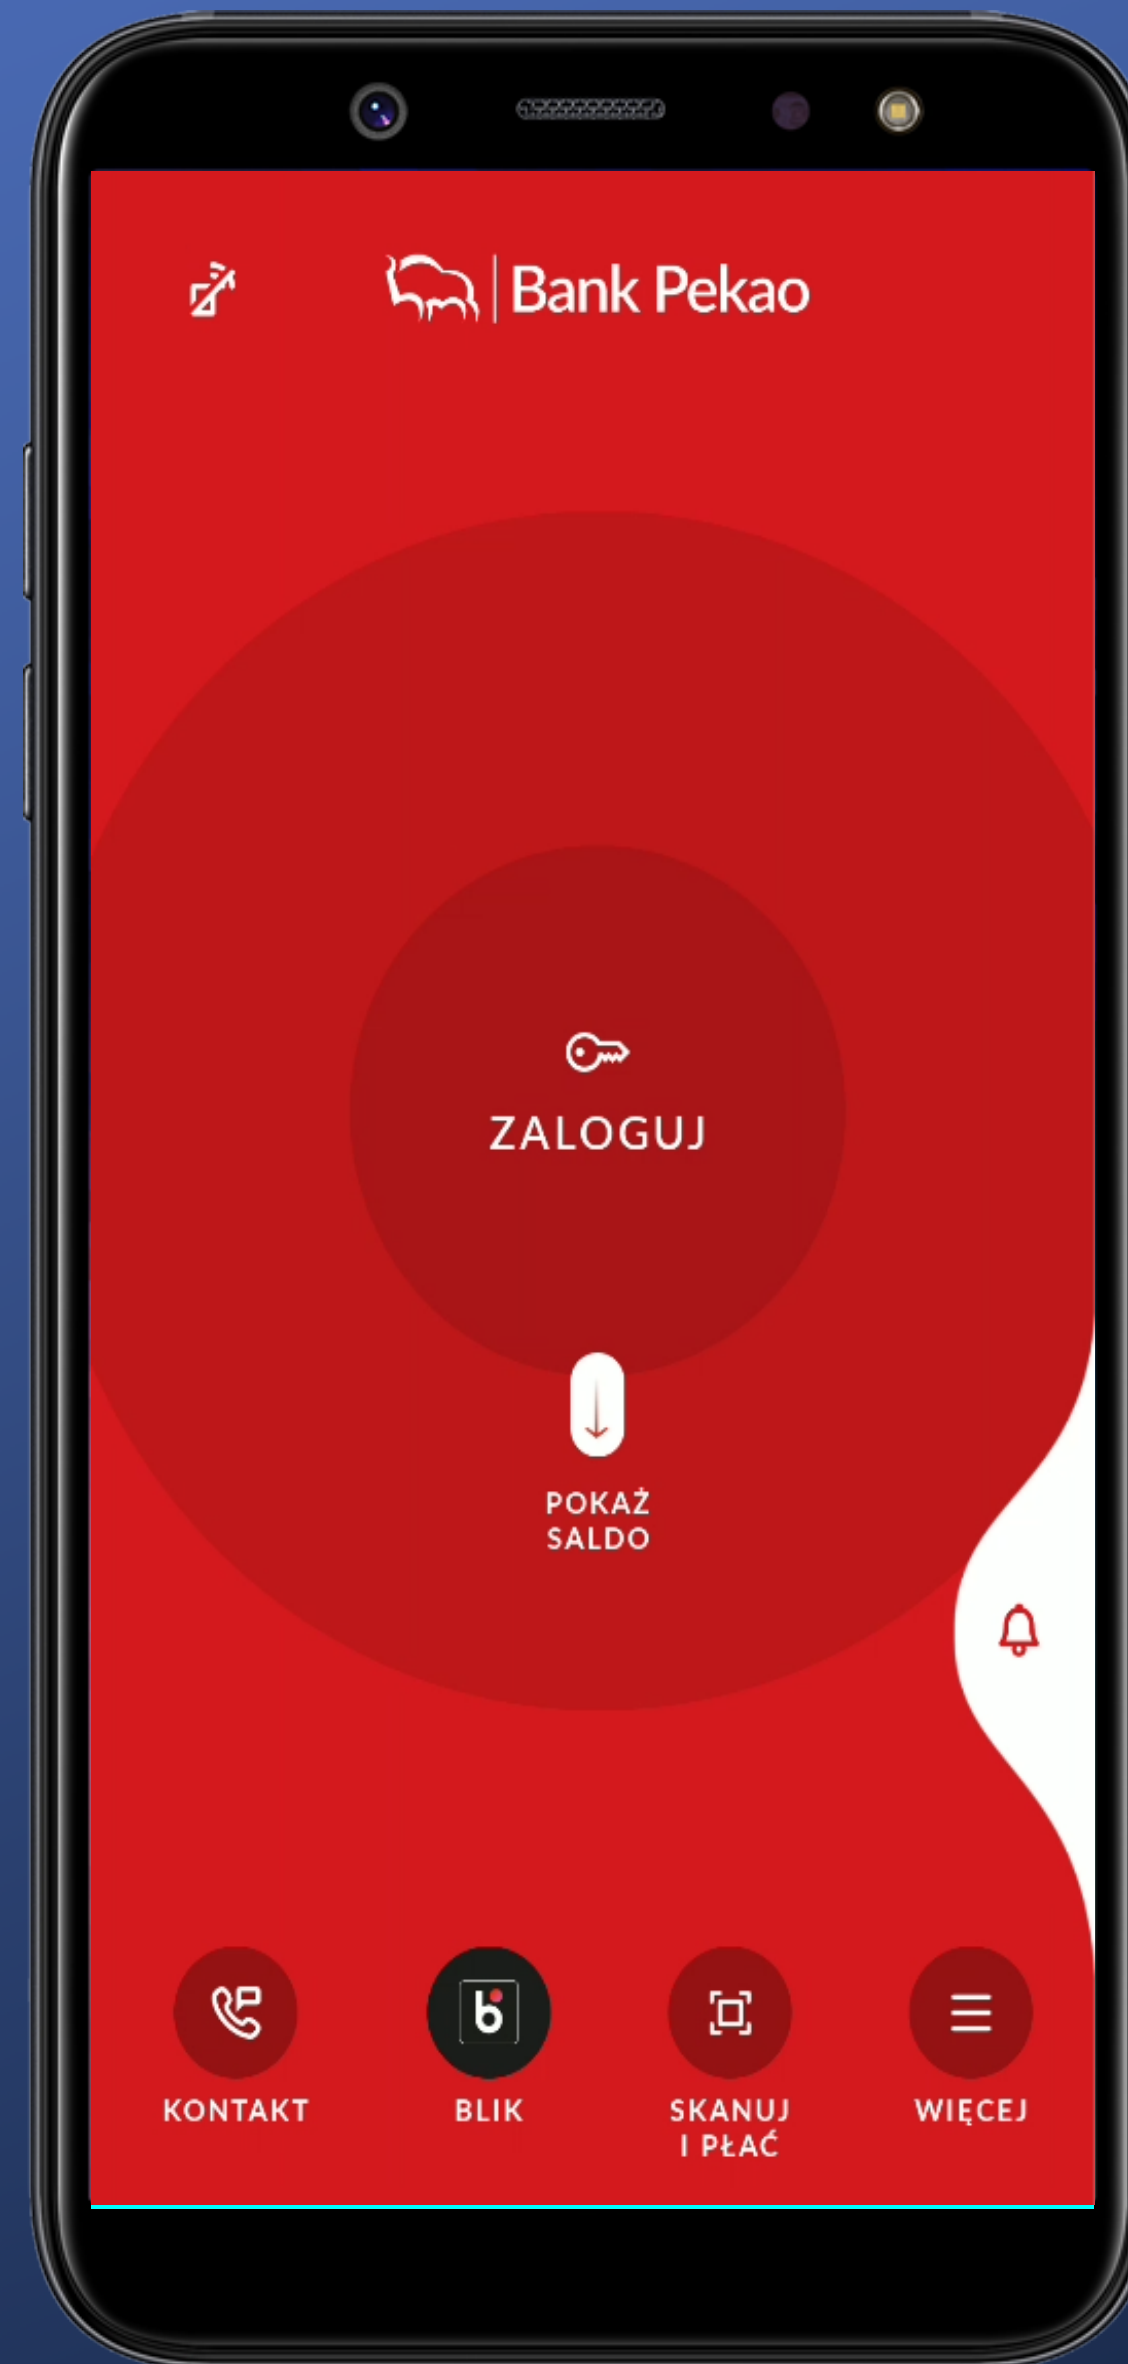 Bank Pekao
ZALOGUJ
POKAŻ
SALDO
KONTAKT
BLIK
SKANUJ
I PŁAĆ
WIĘCEJ